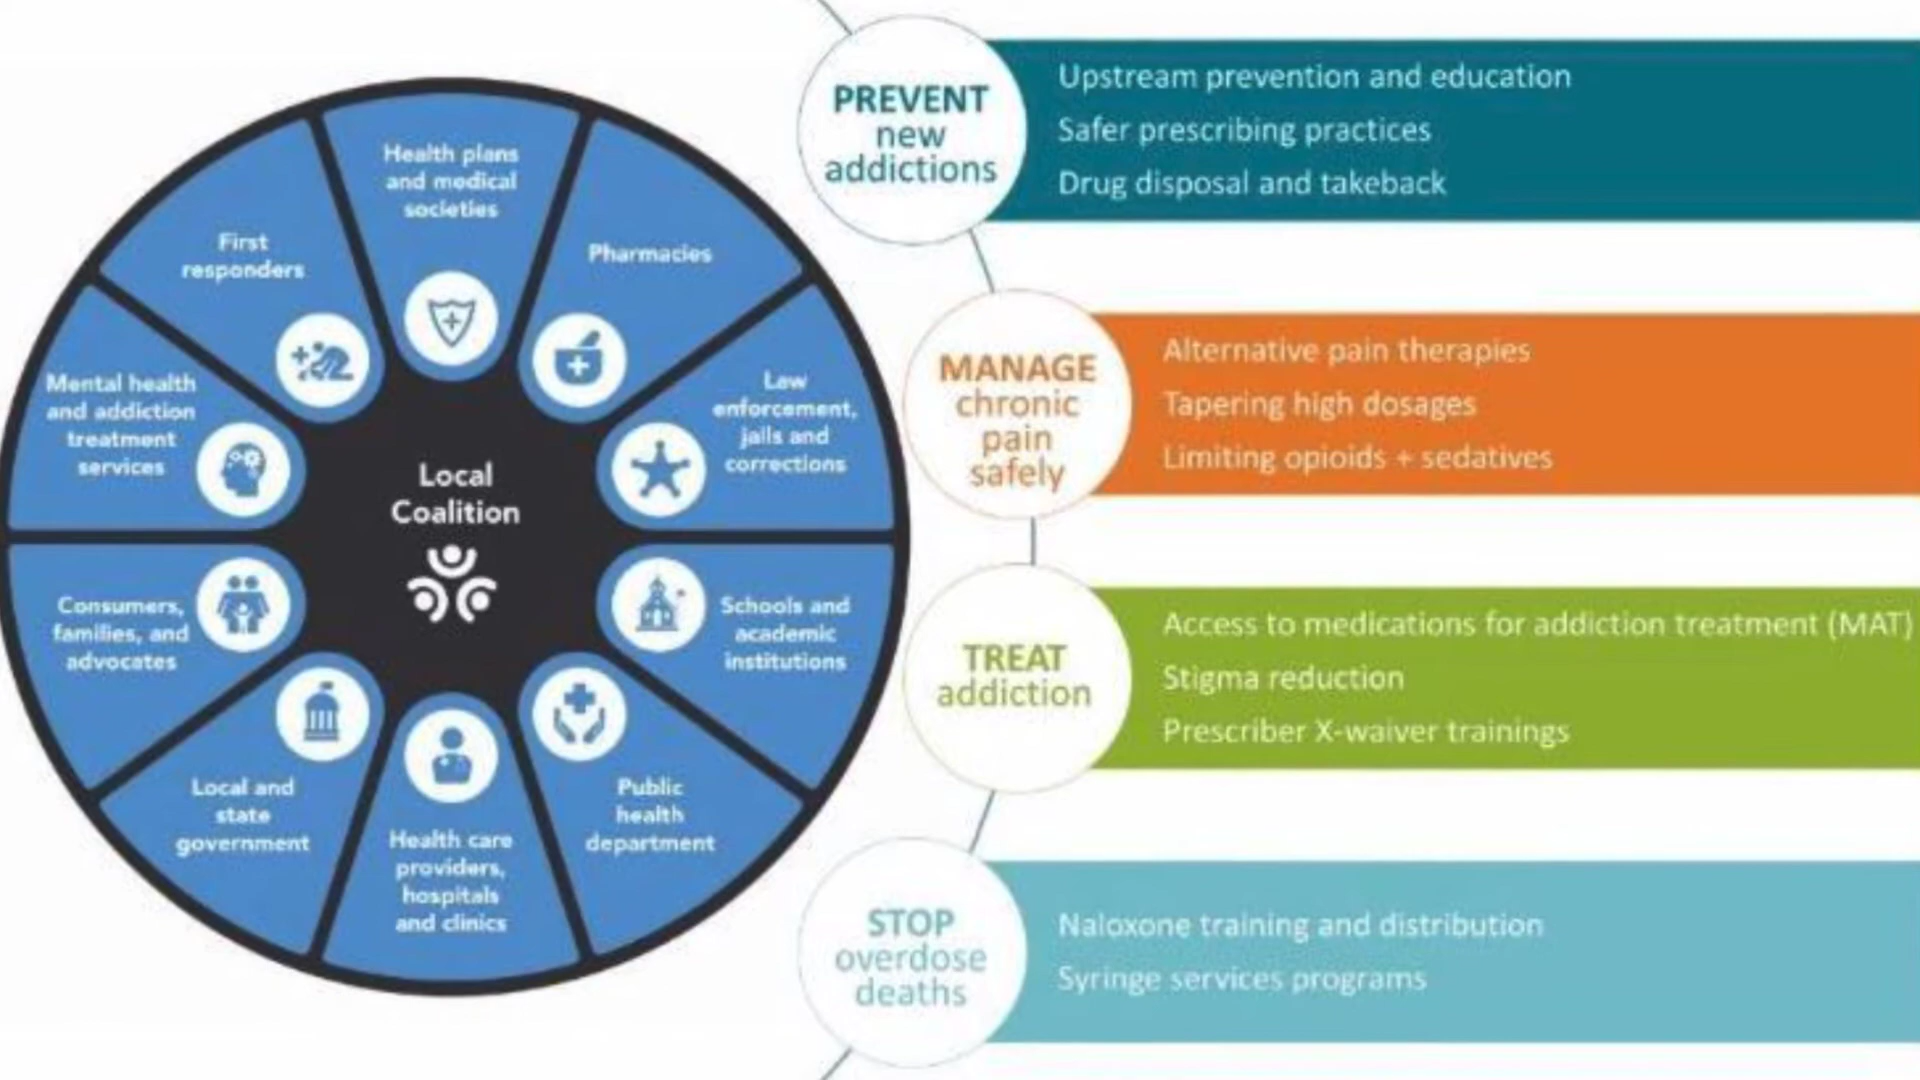 Health plans
and medical
societies
Pharmacies
Law
enforcement,
jails and
corrections
Schools and
academic
institutions
Public
health
department
Health care
providers,
hospitals
and clinics
Local and
state
government
Consumers,
families, and
advocates
Mental health
and addiction
treatment
services
First
responders
Local
Coalition
PREVENT
new
addictions
Upstream prevention and education
Safer prescribing practices
Drug disposal and takeback
MANAGE
chronic
pain
safely
Alternative pain therapies
Tapering high dosages
Limiting opioids + sedatives
TREAT
addiction
Access to medications for addiction treatment (MAT)
Stigma reduction
Prescriber X-waiver trainings
STOP
overdose
deaths
Naloxone training and distribution
Syringe services programs